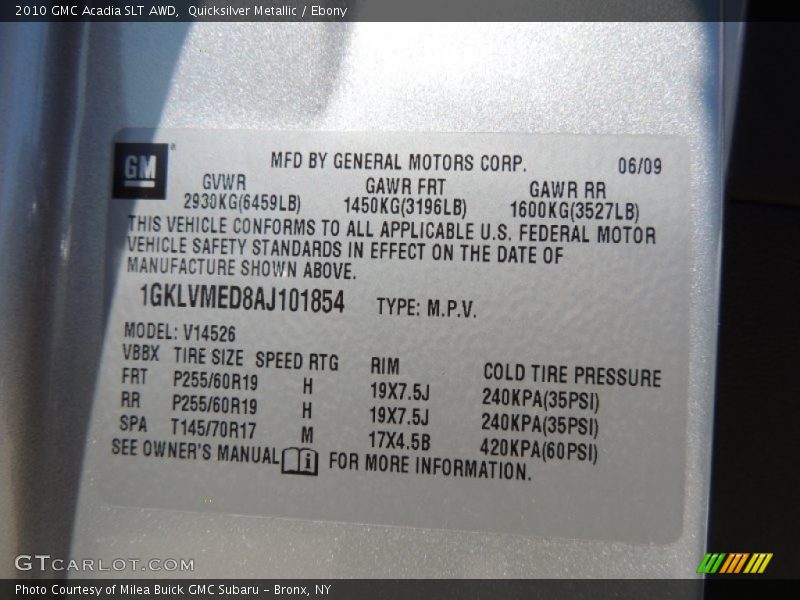 2010 GMC Acadia SLT AWD, Quicksilver Metallic / Ebony
GM ®
MFD BY GENERAL MOTORS CORP. 06/09
GVWR GAWR FRT GAWR RR
2930KG(6459LB) 1450KG(3196LB) 1600KG(3527LB)
THIS VEHICLE CONFORMS TO ALL APPLICABLE U.S. FEDERAL MOTOR
VEHICLE SAFETY STANDARDS IN EFFECT ON THE DATE OF
MANUFACTURE SHOWN ABOVE.
1GKLVMED8AJ101854 TYPE: M.P.V.
MODEL: V14526
VBBX TIRE SIZE SPEED RTG RIM COLD TIRE PRESSURE
FRT P255/60R19 H 19X7.5J 240KPA(35PSI)
RR P255/60R19 H 19X7.5J 240KPA(35PSI)
SPA T145/70R17 M 17X4.5B 420KPA(60PSI)
SEE OWNER'S MANUAL i FOR MORE INFORMATION.
GTCARLOT.COM
Photo Courtesy of Milea Buick GMC Subaru - Bronx, NY